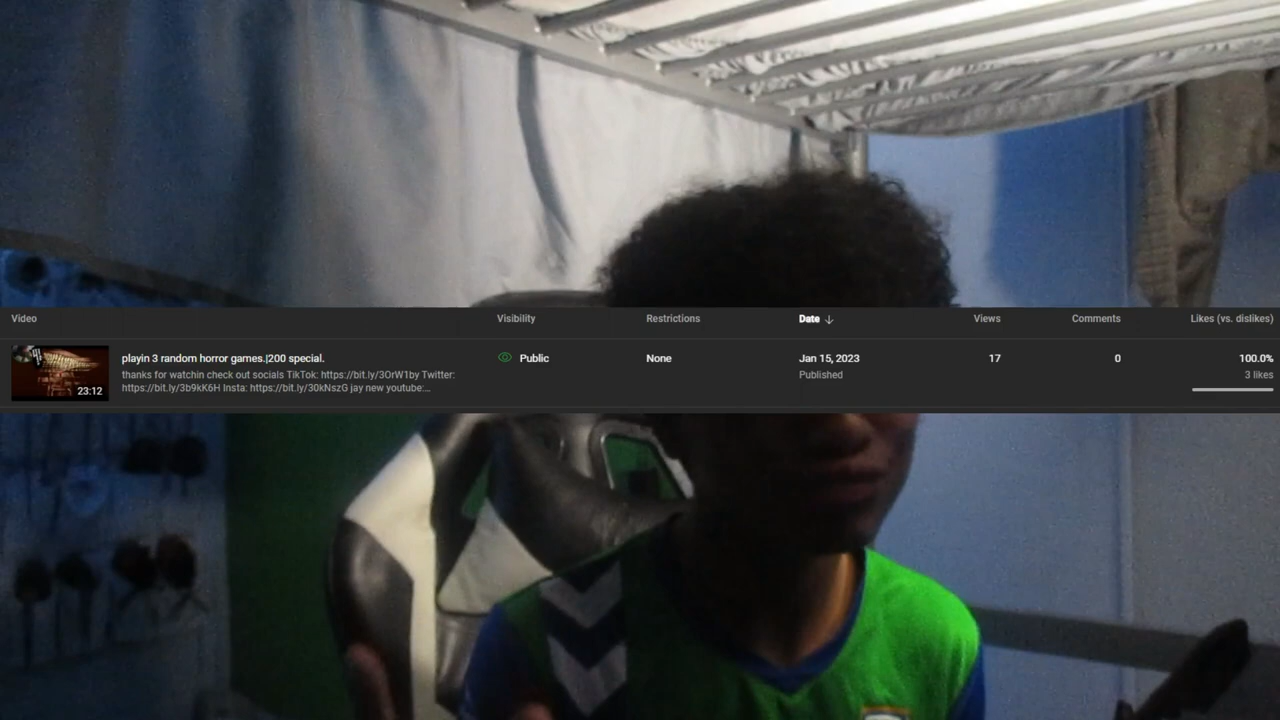 Video Visibility Restrictions Date ↓ Views Comments Likes (vs. dislikes)
playin 3 random horror games.|200 special. Public None Jan 15, 2023 17 0 100.0%
thanks for watchin check out socials TikTok: https://bit.ly/3OrW1by Twitter: Published 3 likes
23:12 https://bit.ly/3b9kK6H Insta: https://bit.ly/30kNszG jay new youtube:...